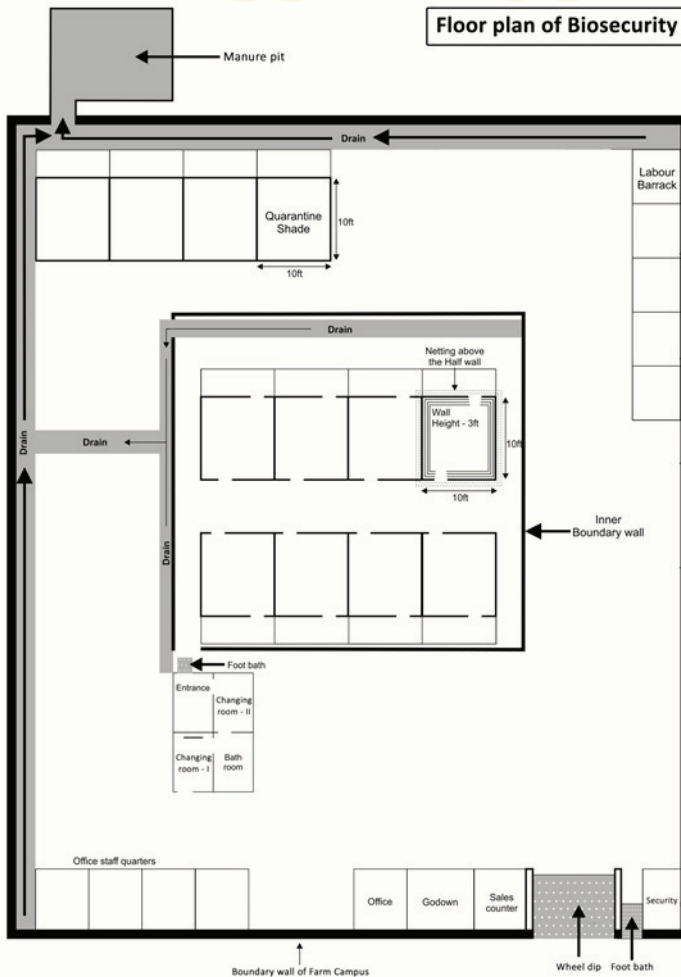 Floor plan of Biosecurity
Manure pit
Drain
Labour
Barrack
Quarantine
Shade
10ft
10ft
Drain
Netting above
the Half wall
Wall
Height - 3ft
10ft
10ft
Drain
Drain
Inner
Boundary wall
Drain
Foot bath
Entrance
Changing
room - II
Changing
room - I
Bath
room
Office staff quarters
Office
Godown
Sales
counter
Security
Wheel dip
Foot bath
Boundary wall of Farm Campus